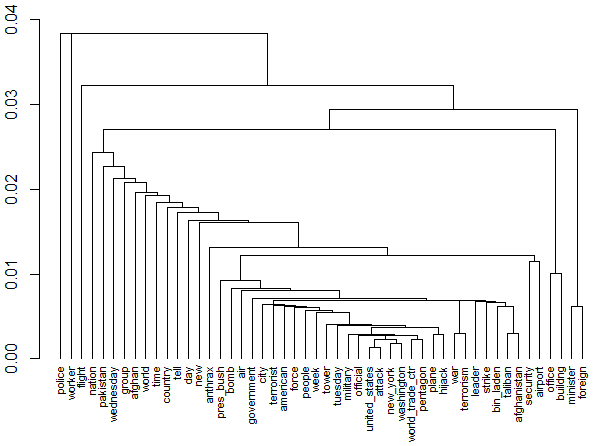 0.04
0.03
0.02
0.01
0.00
police
worker
flight
nation
pakistan
wednesday
group
afghan
world
time
country
tell
day
new
anthrax
pres_bush
bomb
air
government
city
terrorist
american
force
people
week
tower
tuesday
military
official
united_states
attack
new_york
washington
world_trade_ctr
pentagon
plane
hijack
war
terrorism
leader
strike
bin_laden
taliban
afghanistan
security
airport
office
building
minister
foreign